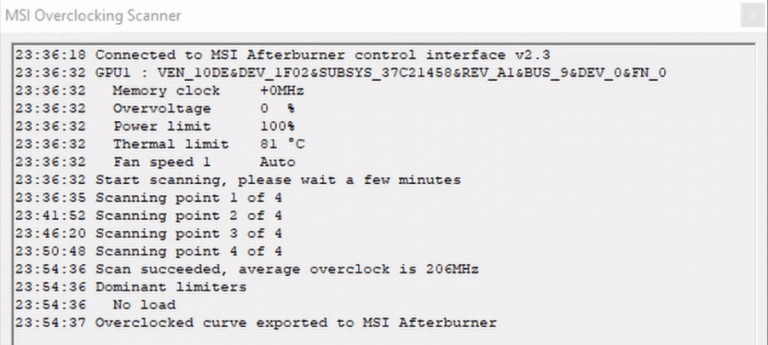 MSI Overclocking Scanner
23:36:18 Connected to MSI Afterburner control interface v2.3
23:36:32 GPU1 : VEN_10DE&DEV_1F02&SUBSYS_37C21458&REV_A1&BUS_9&DEV_0&FN_0
23:36:32 Memory clock +0MHz
23:36:32 Overvoltage 0 %
23:36:32 Power limit 100%
23:36:32 Thermal limit 81 °C
23:36:32 Fan speed 1 Auto
23:36:32 Start scanning, please wait a few minutes
23:36:35 Scanning point 1 of 4
23:41:52 Scanning point 2 of 4
23:46:20 Scanning point 3 of 4
23:50:48 Scanning point 4 of 4
23:54:36 Scan succeeded, average overclock is 206MHz
23:54:36 Dominant limiters
23:54:36 No load
23:54:37 Overclocked curve exported to MSI Afterburner